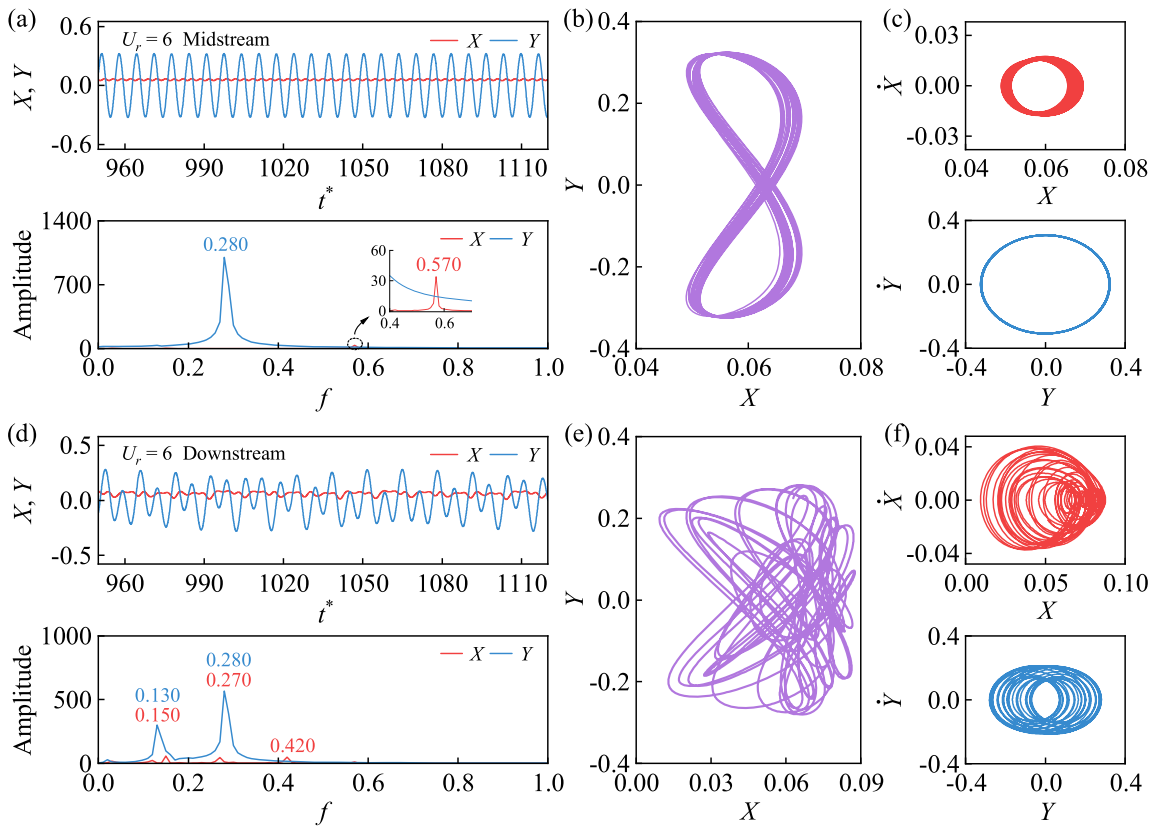 (a)
0.6
0.0
-0.6
X, Y
U_r = 6 Midstream
X Y
960 990 1020 1050 1080 1110
t*
1400
700
0
Amplitude
0.280
X Y
60
30
0
0.570
0.4 0.6
0.0 0.2 0.4 0.6 0.8 1.0
f
(b)
0.4
0.2
0.0
-0.2
-0.4
Y
0.04 0.06 0.08
X
(c)
0.03
0.00
-0.03
Ẋ
0.04 0.06 0.08
X
0.4
0.0
-0.4
Ẏ
-0.4 0.0 0.4
Y
(d)
0.5
0.0
-0.5
X, Y
U_r = 6 Downstream
X Y
960 990 1020 1050 1080 1110
t*
1000
500
0
Amplitude
0.130
0.150
0.280
0.270
0.420
X Y
0.0 0.2 0.4 0.6 0.8 1.0
f
(e)
0.4
0.2
0.0
-0.2
-0.4
Y
0.00 0.03 0.06 0.09
X
(f)
0.04
0.00
-0.04
Ẋ
0.00 0.05 0.10
X
0.4
0.0
-0.4
Ẏ
-0.4 0.0 0.4
Y